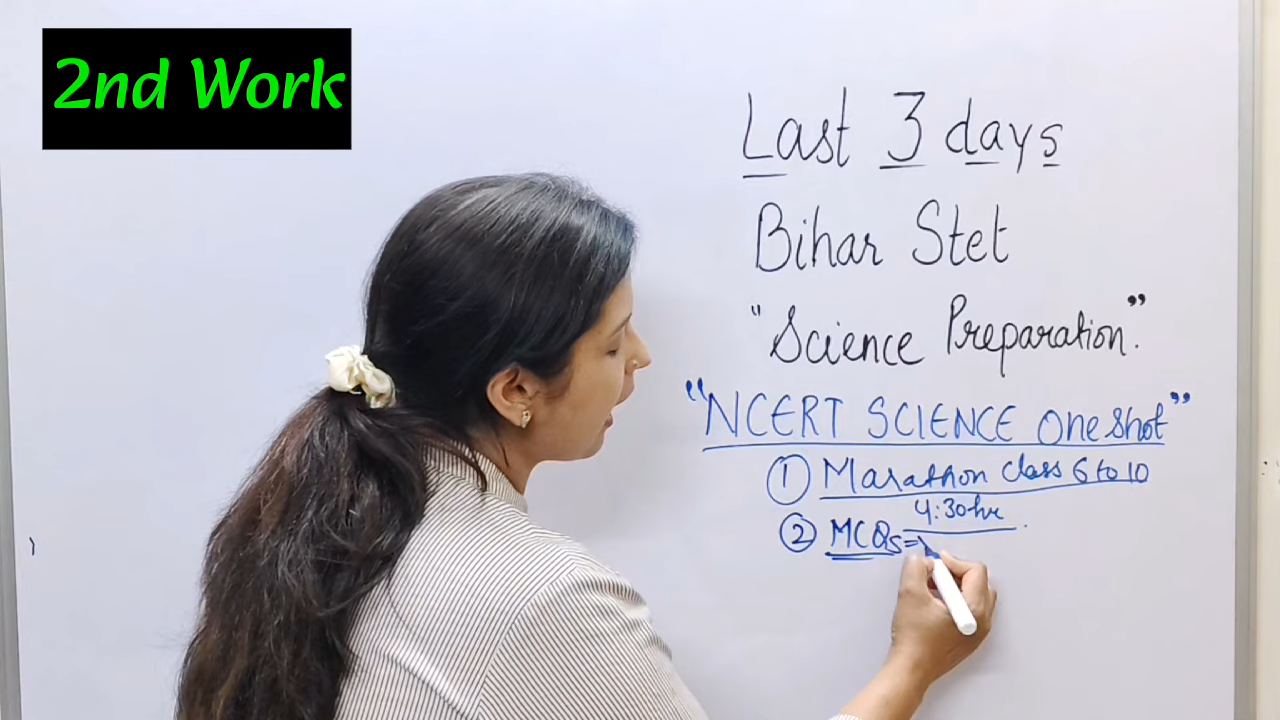 2nd Work
Last 3 days
Bihar Stet
"Science Preparation".
"NCERT SCIENCE One Shot"
① Marathon class 6 to 10
4:30 hr
② MCQs =